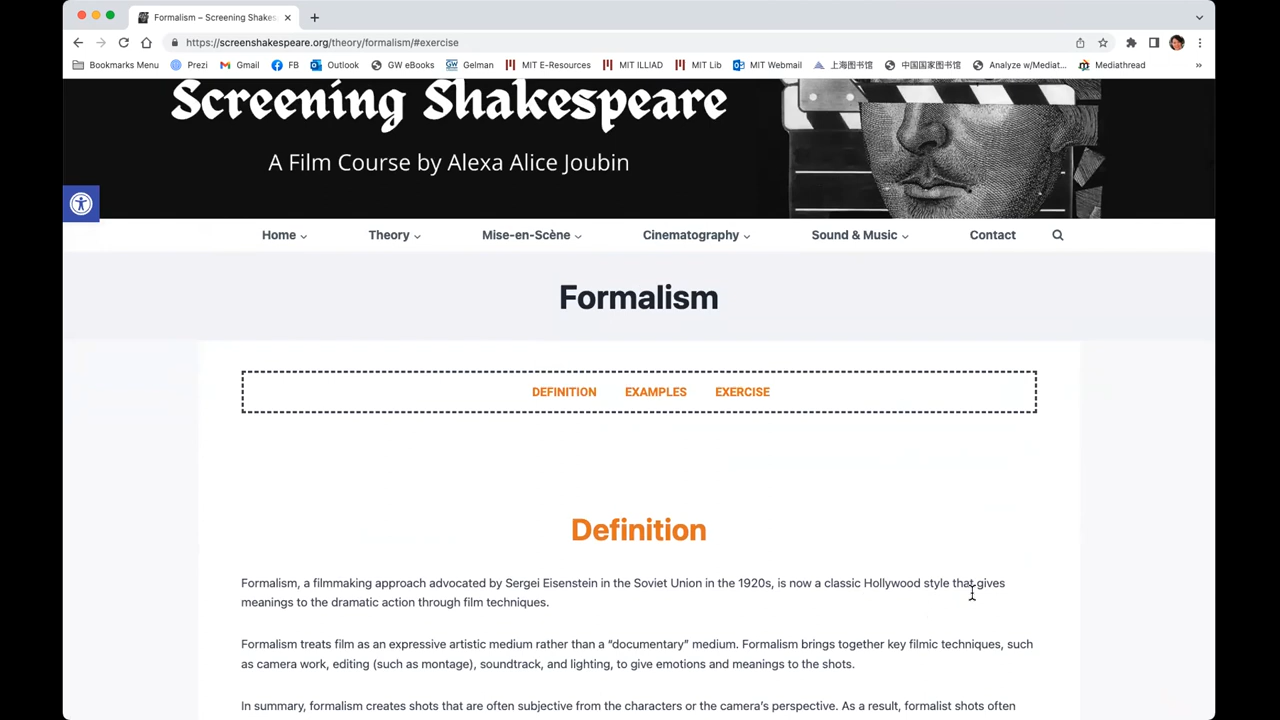 Formalism – Screening Shakes
https://screenshakespeare.org/theory/formalism/#exercise
Bookmarks Menu Prezi Gmail FB Outlook GW eBooks Gelman MIT E-Resources MIT ILLIAD MIT Lib MIT Webmail 上海图书馆 中国国家图书馆 Analyze w/Mediat... Mediathread »
Screening Shakespeare
A Film Course by Alexa Alice Joubin
Home Theory Mise-en-Scène Cinematography Sound & Music Contact
Formalism
DEFINITION EXAMPLES EXERCISE
Definition
Formalism, a filmmaking approach advocated by Sergei Eisenstein in the Soviet Union in the 1920s, is now a classic Hollywood style that gives
meanings to the dramatic action through film techniques.
Formalism treats film as an expressive artistic medium rather than a “documentary” medium. Formalism brings together key filmic techniques, such
as camera work, editing (such as montage), soundtrack, and lighting, to give emotions and meanings to the shots.
In summary, formalism creates shots that are often subjective from the characters or the camera’s perspective. As a result, formalist shots often